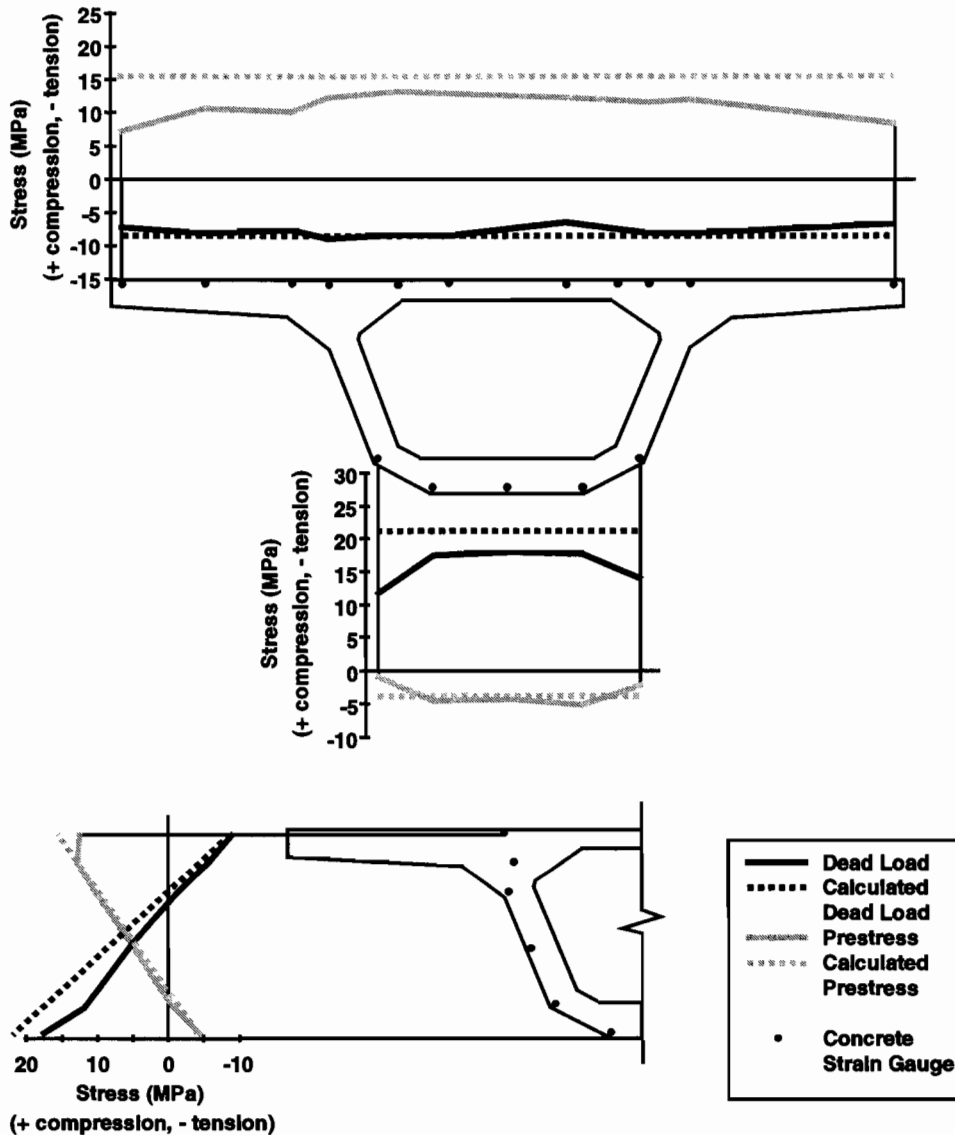 25
20
15
10
5
0
-5
-10
-15
Stress (MPa)
(+ compression, - tension)
30
25
20
15
10
5
0
-5
-10
Stress (MPa)
(+ compression, - tension)
20 10 0 -10
Stress (MPa)
(+ compression, - tension)
Dead Load
Calculated
Dead Load
Prestress
Calculated
Prestress
Concrete
Strain Gauge